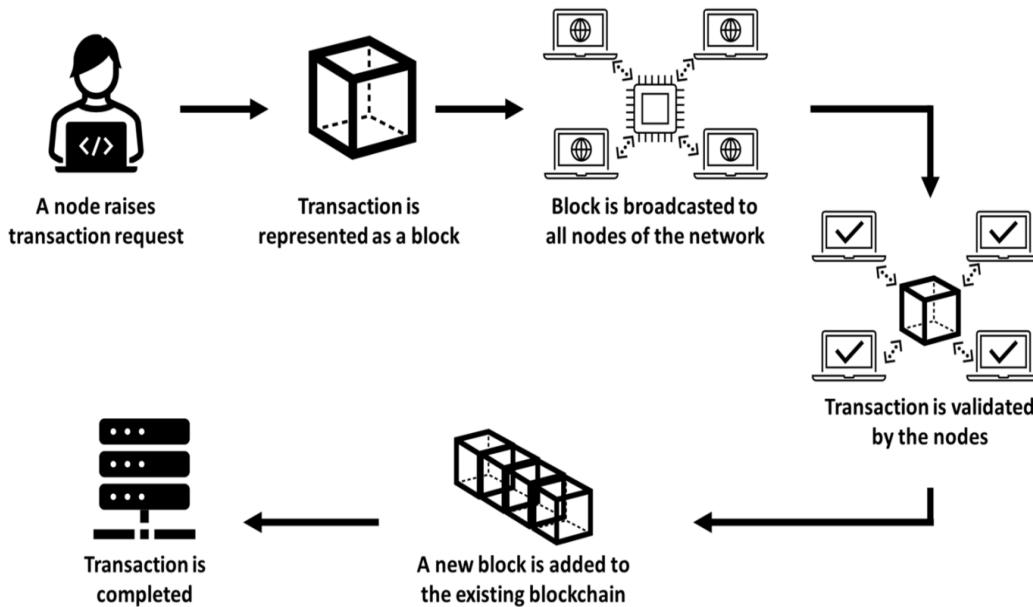 </>
A node raises
transaction request
Transaction is
represented as a block
Block is broadcasted to
all nodes of the network
Transaction is validated
by the nodes
A new block is added to
the existing blockchain
Transaction is
completed